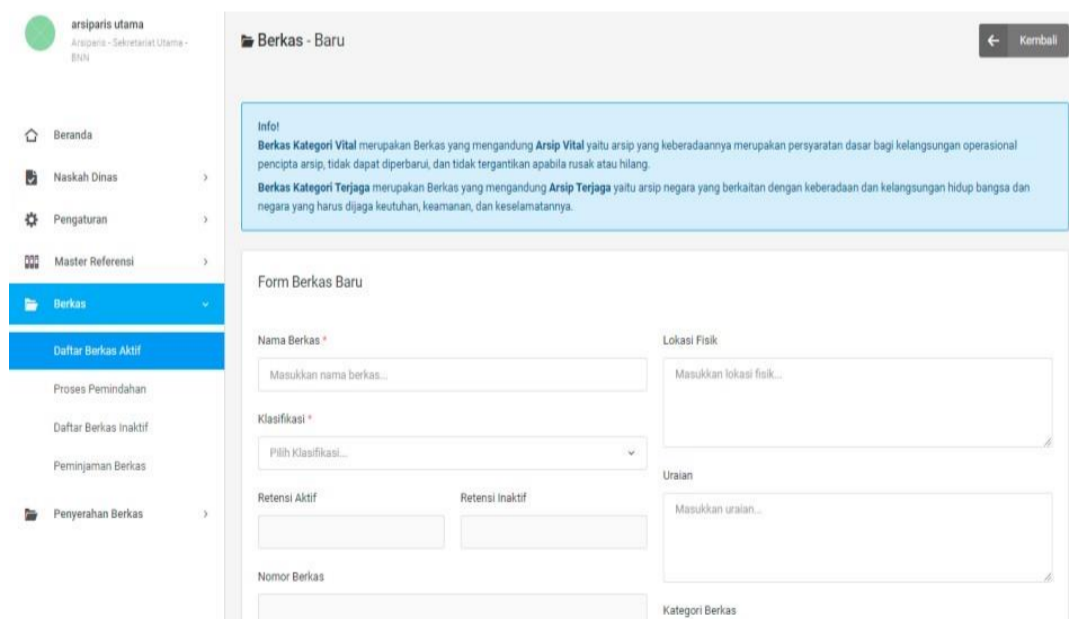 arsiparis utama
Arsiparis - Sekretariat Utama -
BNN
Beranda
Naskah Dinas
Pengaturan
Master Referensi
Berkas
Daftar Berkas Aktif
Proses Pemindahan
Daftar Berkas Inaktif
Peminjaman Berkas
Penyerahan Berkas
Berkas - Baru
Kembali
Info!
Berkas Kategori Vital merupakan Berkas yang mengandung Arsip Vital yaitu arsip yang keberadaannya merupakan persyaratan dasar bagi kelangsungan operasional
pencipta arsip, tidak dapat diperbarui, dan tidak tergantikan apabila rusak atau hilang.
Berkas Kategori Terjaga merupakan Berkas yang mengandung Arsip Terjaga yaitu arsip negara yang berkaitan dengan keberadaan dan kelangsungan hidup bangsa dan
negara yang harus dijaga keutuhan, keamanan, dan keselamatannya.
Form Berkas Baru
Nama Berkas *
Masukkan nama berkas...
Klasifikasi *
Pilih Klasifikasi...
Retensi Aktif
Retensi Inaktif
Nomor Berkas
Lokasi Fisik
Masukkan lokasi fisik...
Uraian
Masukkan uraian...
Kategori Berkas